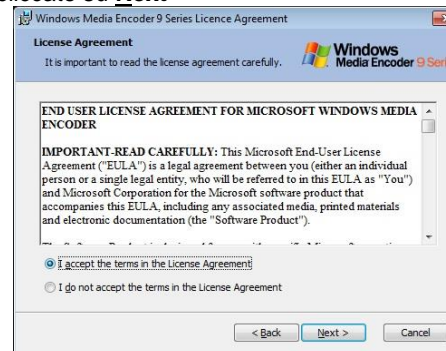 Next
Windows Media Encoder 9 Series Licence Agreement
License Agreement
It is important to read the license agreement carefully.
Windows
Media Encoder 9 Seri
END USER LICENSE AGREEMENT FOR MICROSOFT WINDOWS MEDIA
ENCODER
IMPORTANT-READ CAREFULLY: This Microsoft End-User License
Agreement ("EULA") is a legal agreement between you (either an individual
person or a single legal entity, who will be referred to in this EULA as "You")
and Microsoft Corporation for the Microsoft software product that
accompanies this EULA, including any associated media, printed materials
and electronic documentation (the "Software Product").
I accept the terms in the License Agreement
I do not accept the terms in the License Agreement
< Back Next > Cancel